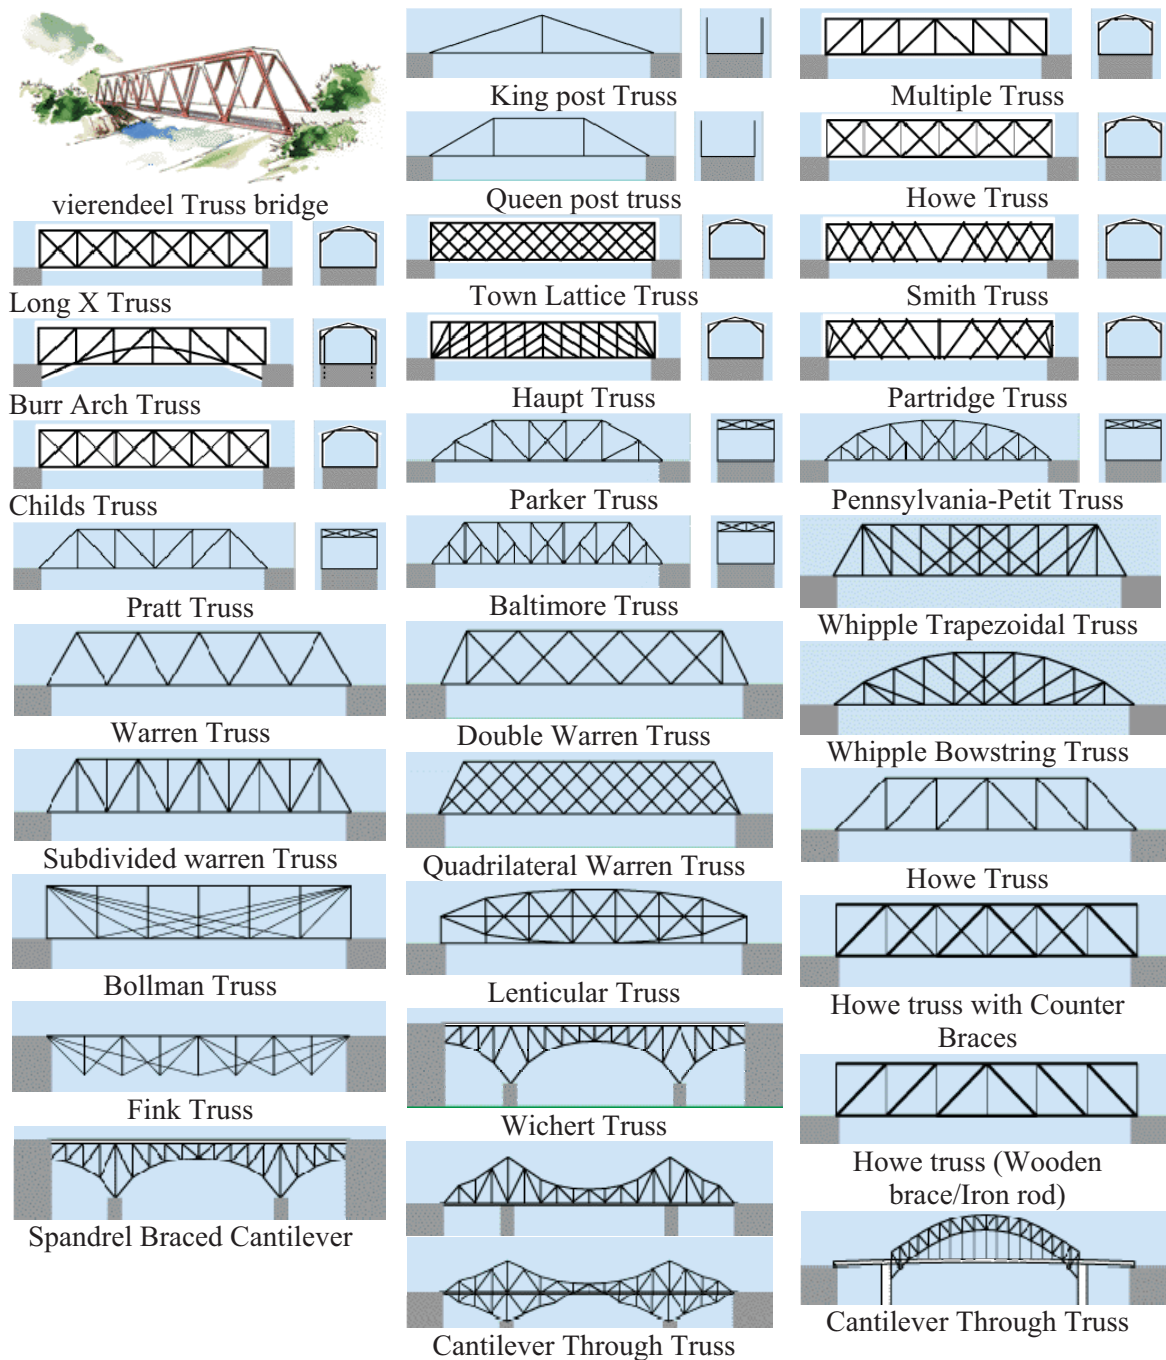 vierendeel Truss bridge
Long X Truss
Burr Arch Truss
Childs Truss
Pratt Truss
Warren Truss
Subdivided warren Truss
Bollman Truss
Fink Truss
Spandrel Braced Cantilever
King post Truss
Queen post truss
Town Lattice Truss
Haupt Truss
Parker Truss
Baltimore Truss
Double Warren Truss
Quadrilateral Warren Truss
Lenticular Truss
Wichert Truss
Cantilever Through Truss
Multiple Truss
Howe Truss
Smith Truss
Partridge Truss
Pennsylvania-Petit Truss
Whipple Trapezoidal Truss
Whipple Bowstring Truss
Howe Truss
Howe truss with Counter
Braces
Howe truss (Wooden
brace/Iron rod)
Cantilever Through Truss